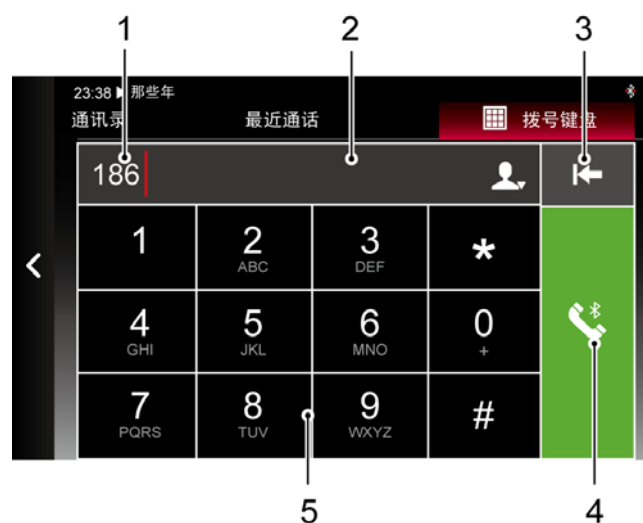 1 2 3
23:38 ▶ 那些年
通讯录 最近通话 拨号键盘
186
1 2 3 *
ABC DEF
4 5 6 0
GHI JKL MNO +
7 8 9 #
PQRS TUV WXYZ
5 4